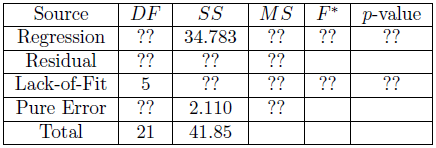 Source DF SS MS F* p-value
Regression ?? 34.783 ?? ?? ??
Residual ?? ?? ??
Lack-of-Fit 5 ?? ?? ?? ??
Pure Error ?? 2.110 ??
Total 21 41.85